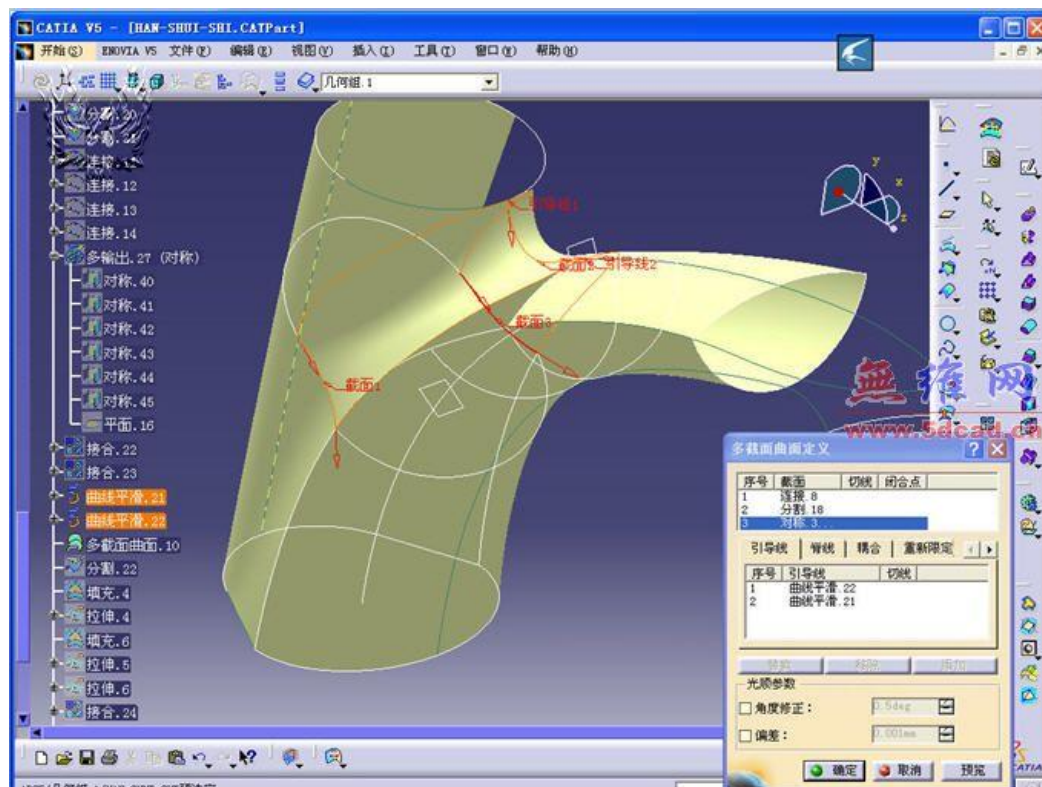 CATIA V5 - [HAN-SHUI-SHI.CATPart]
开始(S) ENOVIA V5 文件(F) 编辑(E) 视图(V) 插入(I) 工具(T) 窗口(W) 帮助(H)
几何组.1
分割.20
分割.21
连接.12
连接.13
连接.14
多输出.27 (对称)
对称.40
对称.41
对称.42
对称.43
对称.44
对称.45
平面.16
接合.22
接合.23
曲线平滑.21
曲线平滑.22
多截面曲面.10
分割.22
填充.4
拉伸.4
填充.6
拉伸.5
拉伸.6
接合.24
引导线1
截面2 引导线2
截面3
截面1
y
x
z
無維网
www.5dcad.cn
多截面曲面定义
序号 截面 切线 闭合点
1 连接.8
2 分割.18
3 对称.3...
引导线 脊线 耦合 重新限定
序号 引导线 切线
1 曲线平滑.22
2 曲线平滑.21
替换 移除 添加
光顺参数
角度修正: 0.5deg
偏差: 0.001mm
确定 取消 预览
CATIA